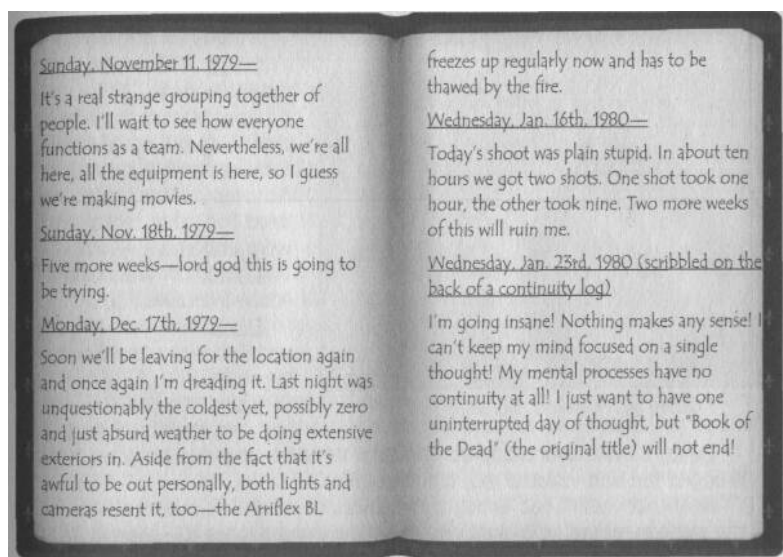 Sunday, November 11, 1979—
It's a real strange grouping together of
people. I'll wait to see how everyone
functions as a team. Nevertheless, we're all
here, all the equipment is here, so I guess
we're making movies.
Sunday, Nov. 18th, 1979—
Five more weeks—lord god this is going to
be trying.
Monday, Dec. 17th, 1979—
Soon we'll be leaving for the location again
and once again I'm dreading it. Last night was
unquestionably the coldest yet, possibly zero
and just absurd weather to be doing extensive
exteriors in. Aside from the fact that it's
awful to be out personally, both lights and
cameras resent it, too—the Arriflex BL
freezes up regularly now and has to be
thawed by the fire.
Wednesday, Jan. 16th, 1980—
Today's shoot was plain stupid. In about ten
hours we got two shots. One shot took one
hour, the other took nine. Two more weeks
of this will ruin me.
Wednesday, Jan. 23rd, 1980 (scribbled on the
back of a continuity log)
I'm going insane! Nothing makes any sense! I
can't keep my mind focused on a single
thought! My mental processes have no
continuity at all! I just want to have one
uninterrupted day of thought, but "Book of
the Dead" (the original title) will not end!